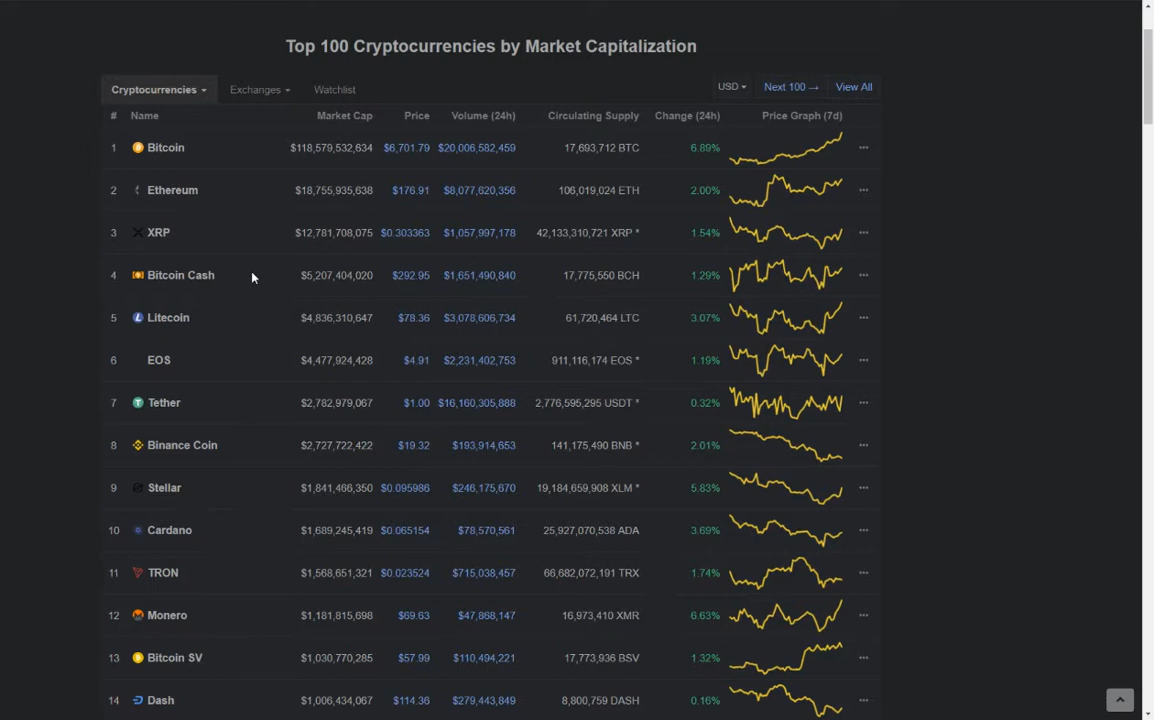 Top 100 Cryptocurrencies by Market Capitalization
Cryptocurrencies Exchanges Watchlist USD Next 100 → View All
# Name Market Cap Price Volume (24h) Circulating Supply Change (24h) Price Graph (7d)
1 Bitcoin $118,579,532,634 $6,701.79 $20,006,582,459 17,693,712 BTC 6.89%
2 Ethereum $18,755,935,638 $176.91 $8,077,620,356 106,019,024 ETH 2.00%
3 XRP $12,781,708,075 $0.303363 $1,057,997,178 42,133,310,721 XRP * 1.54%
4 Bitcoin Cash $5,207,404,020 $292.95 $1,651,490,840 17,775,550 BCH 1.29%
5 Litecoin $4,836,310,647 $78.36 $3,078,606,734 61,720,464 LTC 3.07%
6 EOS $4,477,924,428 $4.91 $2,231,402,753 911,116,174 EOS * 1.19%
7 Tether $2,782,979,067 $1.00 $16,160,305,888 2,776,595,295 USDT * 0.32%
8 Binance Coin $2,727,722,422 $19.32 $193,914,653 141,175,490 BNB * 2.01%
9 Stellar $1,841,466,350 $0.095986 $246,175,670 19,184,659,908 XLM * 5.83%
10 Cardano $1,689,245,419 $0.065154 $78,570,561 25,927,070,538 ADA 3.69%
11 TRON $1,568,651,321 $0.023524 $715,038,457 66,682,072,191 TRX 1.74%
12 Monero $1,181,815,698 $69.63 $47,868,147 16,973,410 XMR 6.63%
13 Bitcoin SV $1,030,770,285 $57.99 $110,494,221 17,773,936 BSV 1.32%
14 Dash $1,006,434,067 $114.36 $279,443,849 8,800,759 DASH 0.16%